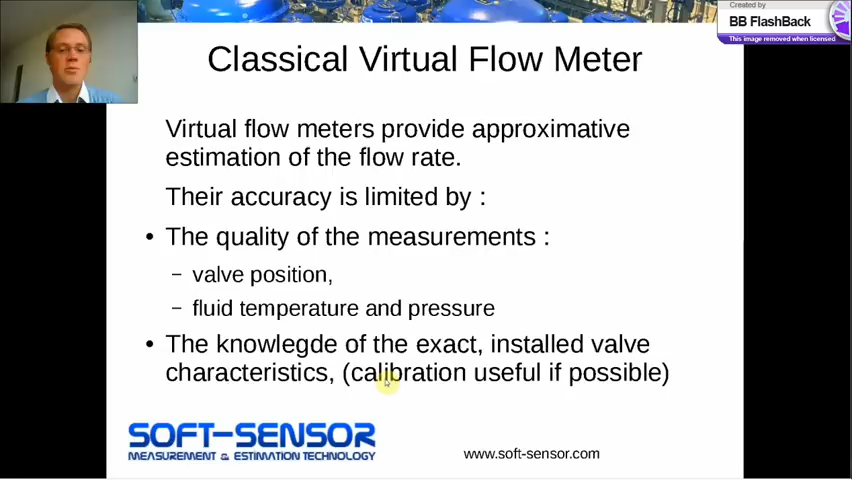 Created by
BB FlashBack
This image removed when licensed
Classical Virtual Flow Meter
Virtual flow meters provide approximative
estimation of the flow rate.
Their accuracy is limited by :
• The quality of the measurements :
– valve position,
– fluid temperature and pressure
• The knowlegde of the exact, installed valve
characteristics, (calibration useful if possible)
SOFT-SENSOR
MEASUREMENT & ESTIMATION TECHNOLOGY
www.soft-sensor.com